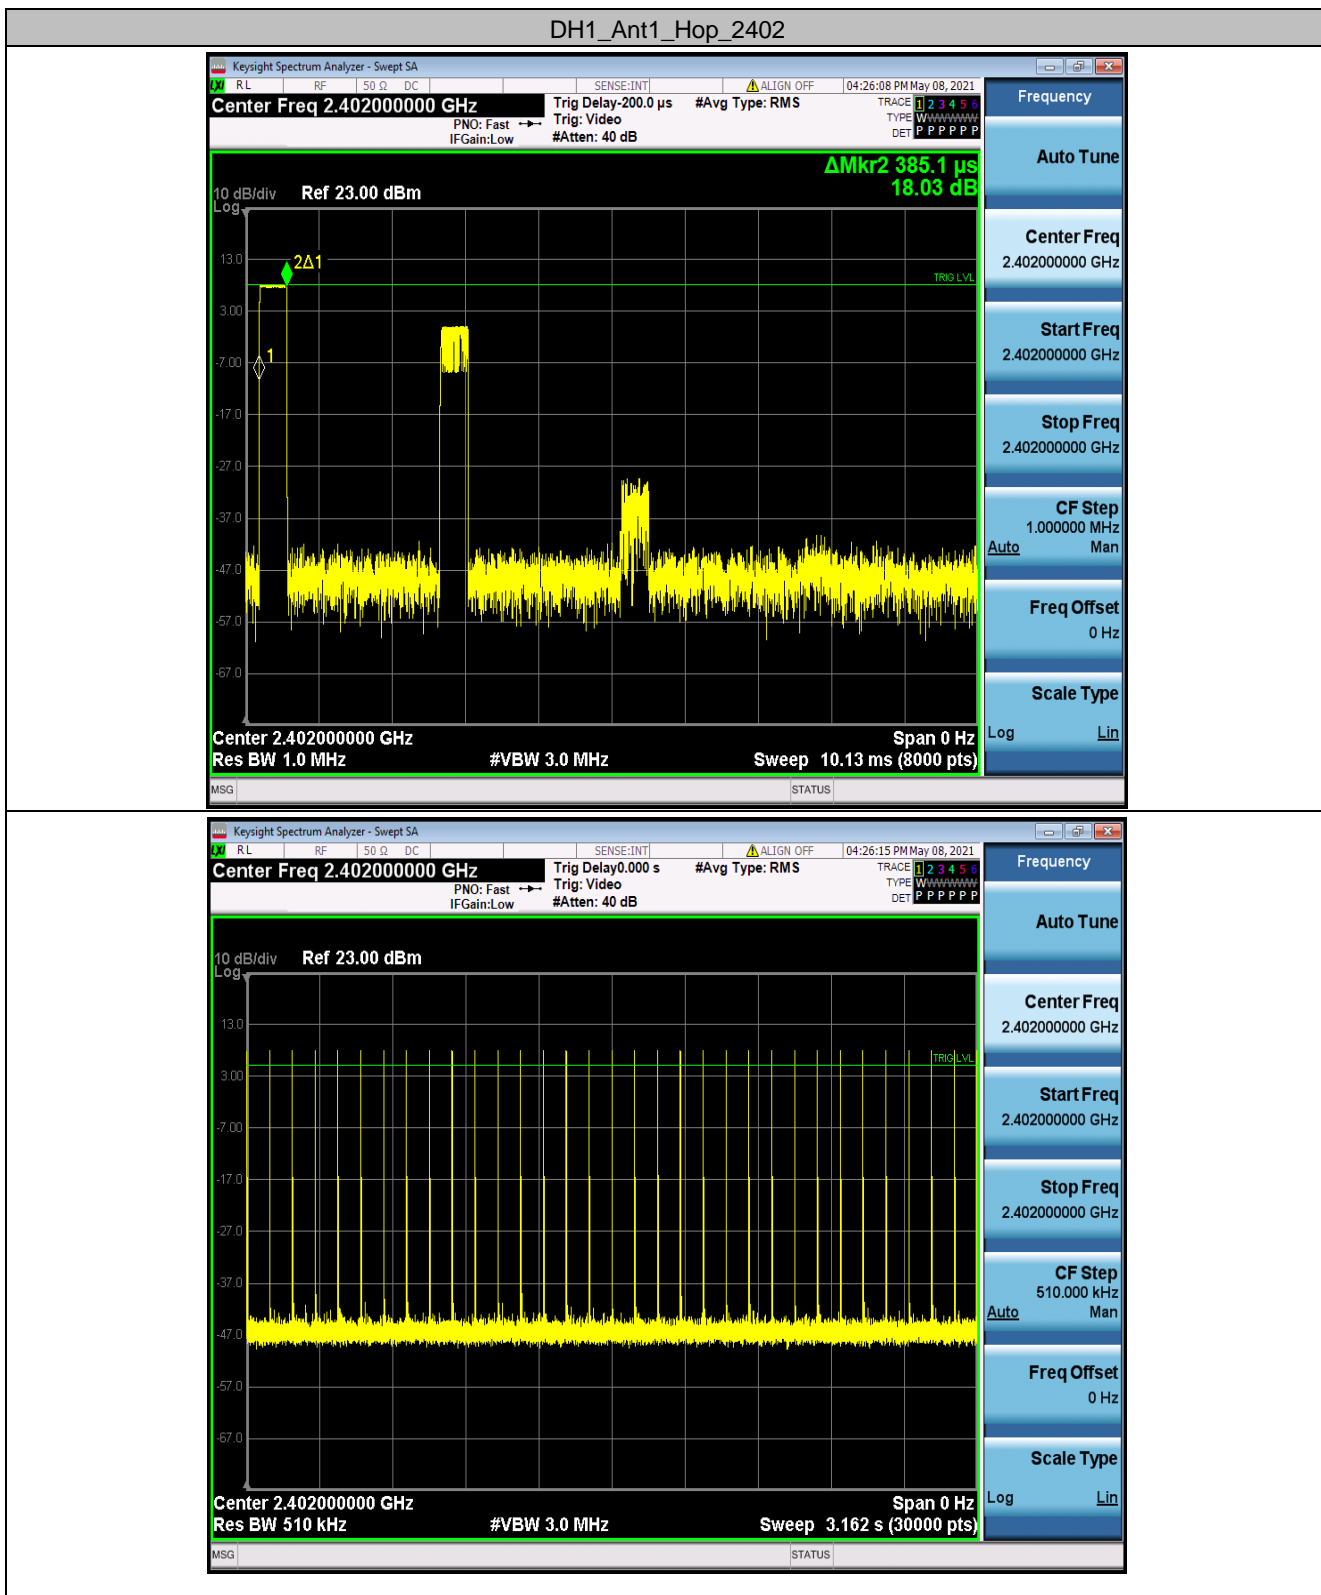 DH1_Ant1_Hop_2402
Keysight Spectrum Analyzer - Swept SA
LXI RL RF 50 Ω DC SENSE:INT ALIGN OFF 04:26:08 PM May 08, 2021
Center Freq 2.402000000 GHz
PNO: Fast
IFGain:Low
Trig Delay-200.0 µs
Trig: Video
#Atten: 40 dB
#Avg Type: RMS
TRACE 1 2 3 4 5 6
TYPE WWWWWW
DET P P P P P P
ΔMkr2 385.1 µs
18.03 dB
10 dB/div Ref 23.00 dBm
Log
13.0
2Δ1
TRIG LVL
3.00
1
-7.00
-17.0
-27.0
-37.0
-47.0
-57.0
-67.0
Center 2.402000000 GHz Span 0 Hz
Res BW 1.0 MHz #VBW 3.0 MHz Sweep 10.13 ms (8000 pts)
MSG STATUS
Frequency
Auto Tune
Center Freq
2.402000000 GHz
Start Freq
2.402000000 GHz
Stop Freq
2.402000000 GHz
CF Step
1.000000 MHz
Auto Man
Freq Offset
0 Hz
Scale Type
Log Lin
Keysight Spectrum Analyzer - Swept SA
LXI RL RF 50 Ω DC SENSE:INT ALIGN OFF 04:26:15 PM May 08, 2021
Center Freq 2.402000000 GHz
PNO: Fast
IFGain:Low
Trig Delay0.000 s
Trig: Video
#Atten: 40 dB
#Avg Type: RMS
TRACE 1 2 3 4 5 6
TYPE WWWWWW
DET P P P P P P
10 dB/div Ref 23.00 dBm
Log
13.0
TRIG LVL
3.00
-7.00
-17.0
-27.0
-37.0
-47.0
-57.0
-67.0
Center 2.402000000 GHz Span 0 Hz
Res BW 510 kHz #VBW 3.0 MHz Sweep 3.162 s (30000 pts)
MSG STATUS
Frequency
Auto Tune
Center Freq
2.402000000 GHz
Start Freq
2.402000000 GHz
Stop Freq
2.402000000 GHz
CF Step
510.000 kHz
Auto Man
Freq Offset
0 Hz
Scale Type
Log Lin